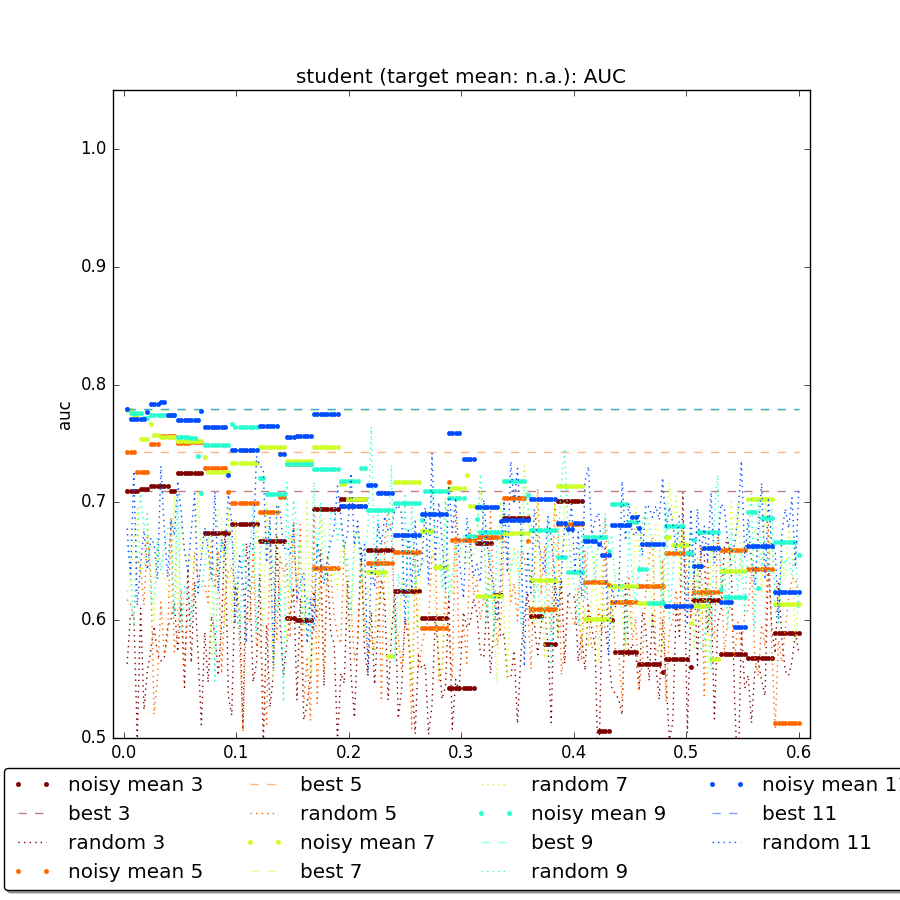 student (target mean: n.a.): AUC
1.0
0.9
0.8
0.7
0.6
0.5
auc
0.0 0.1 0.2 0.3 0.4 0.5 0.6
noisy mean 3 best 5 random 7 noisy mean 11
best 3 random 5 noisy mean 9 best 11
random 3 noisy mean 7 best 9 random 11
noisy mean 5 best 7 random 9